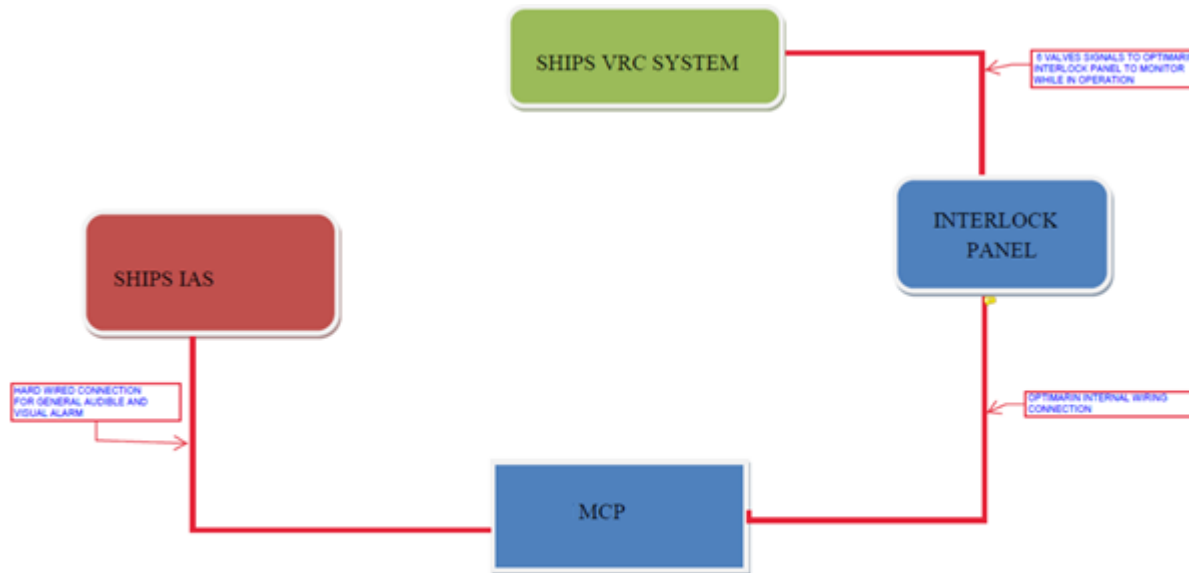 SHIPS VRC SYSTEM
6 VALVES SIGNALS TO OPTIMARIN
INTERLOCK PANEL TO MONITOR
WHILE IN OPERATION
INTERLOCK
PANEL
SHIPS IAS
HARD WIRED CONNECTION
FOR GENERAL AUDIBLE AND
VISUAL ALARM
OPTIMARIN INTERNAL WIRING
CONNECTION
MCP